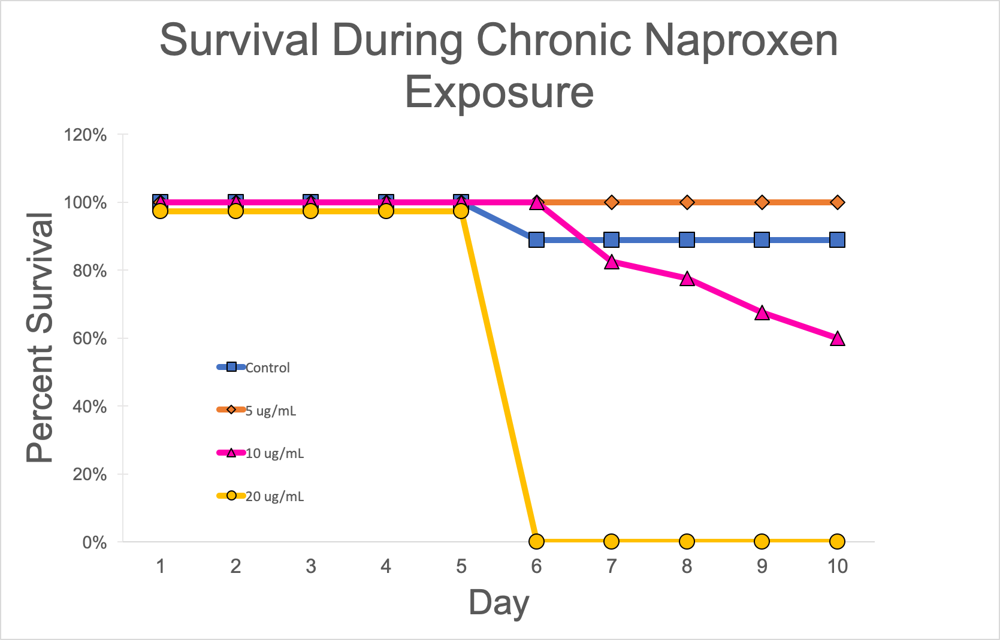 Survival During Chronic Naproxen
Exposure
120%
100%
80%
60%
40%
20%
0%
Percent Survival
Control
5 ug/mL
10 ug/mL
20 ug/mL
1 2 3 4 5 6 7 8 9 10
Day